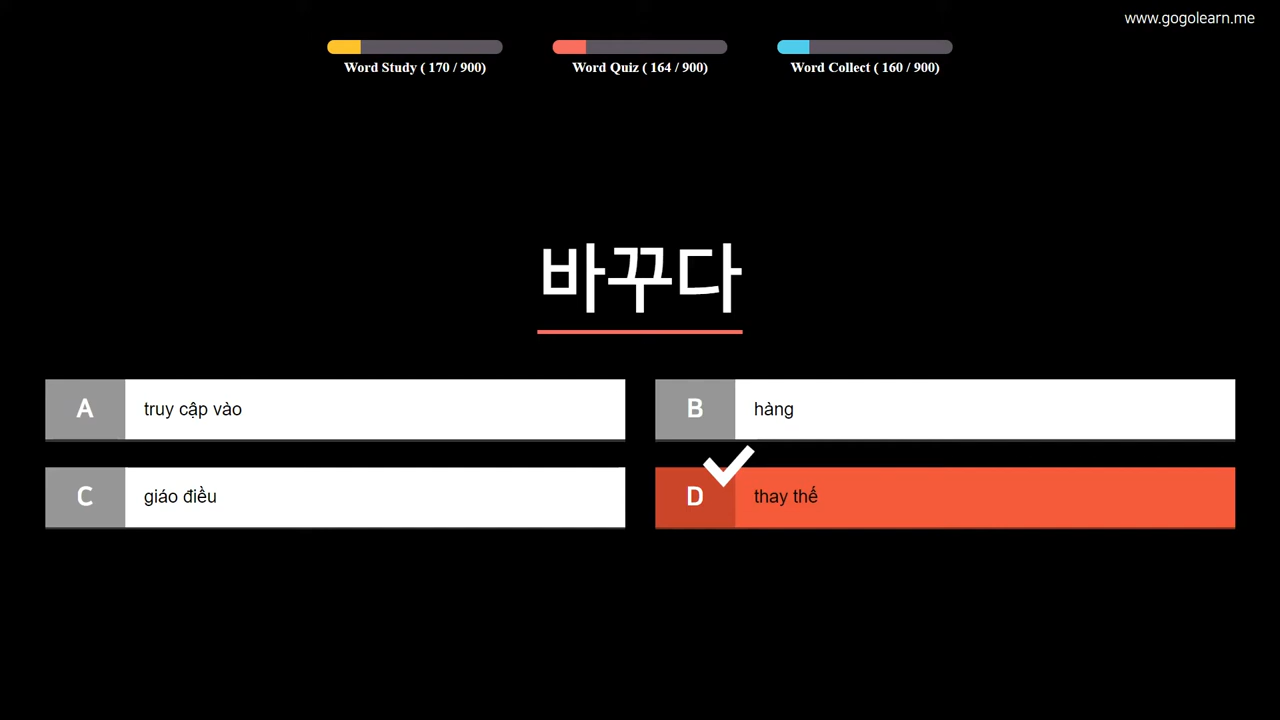 www.gogolearn.me
Word Study ( 170 / 900)
Word Quiz ( 164 / 900)
Word Collect ( 160 / 900)
바꾸다
A truy cập vào
B hàng
C giáo điều
D thay thế